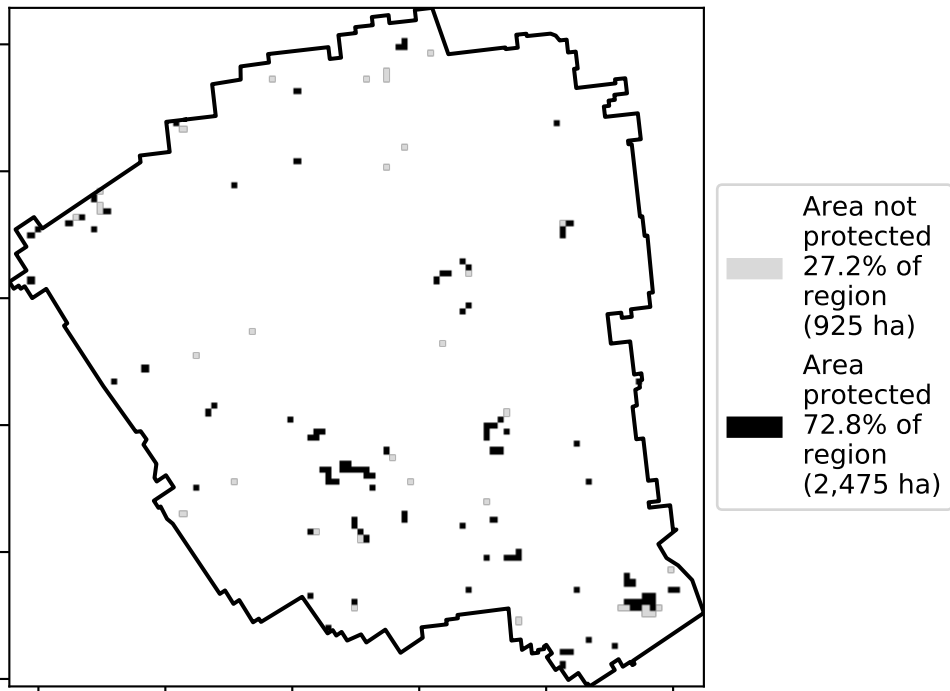 Area not
protected
27.2% of
region
(925 ha)
Area
protected
72.8% of
region
(2,475 ha)